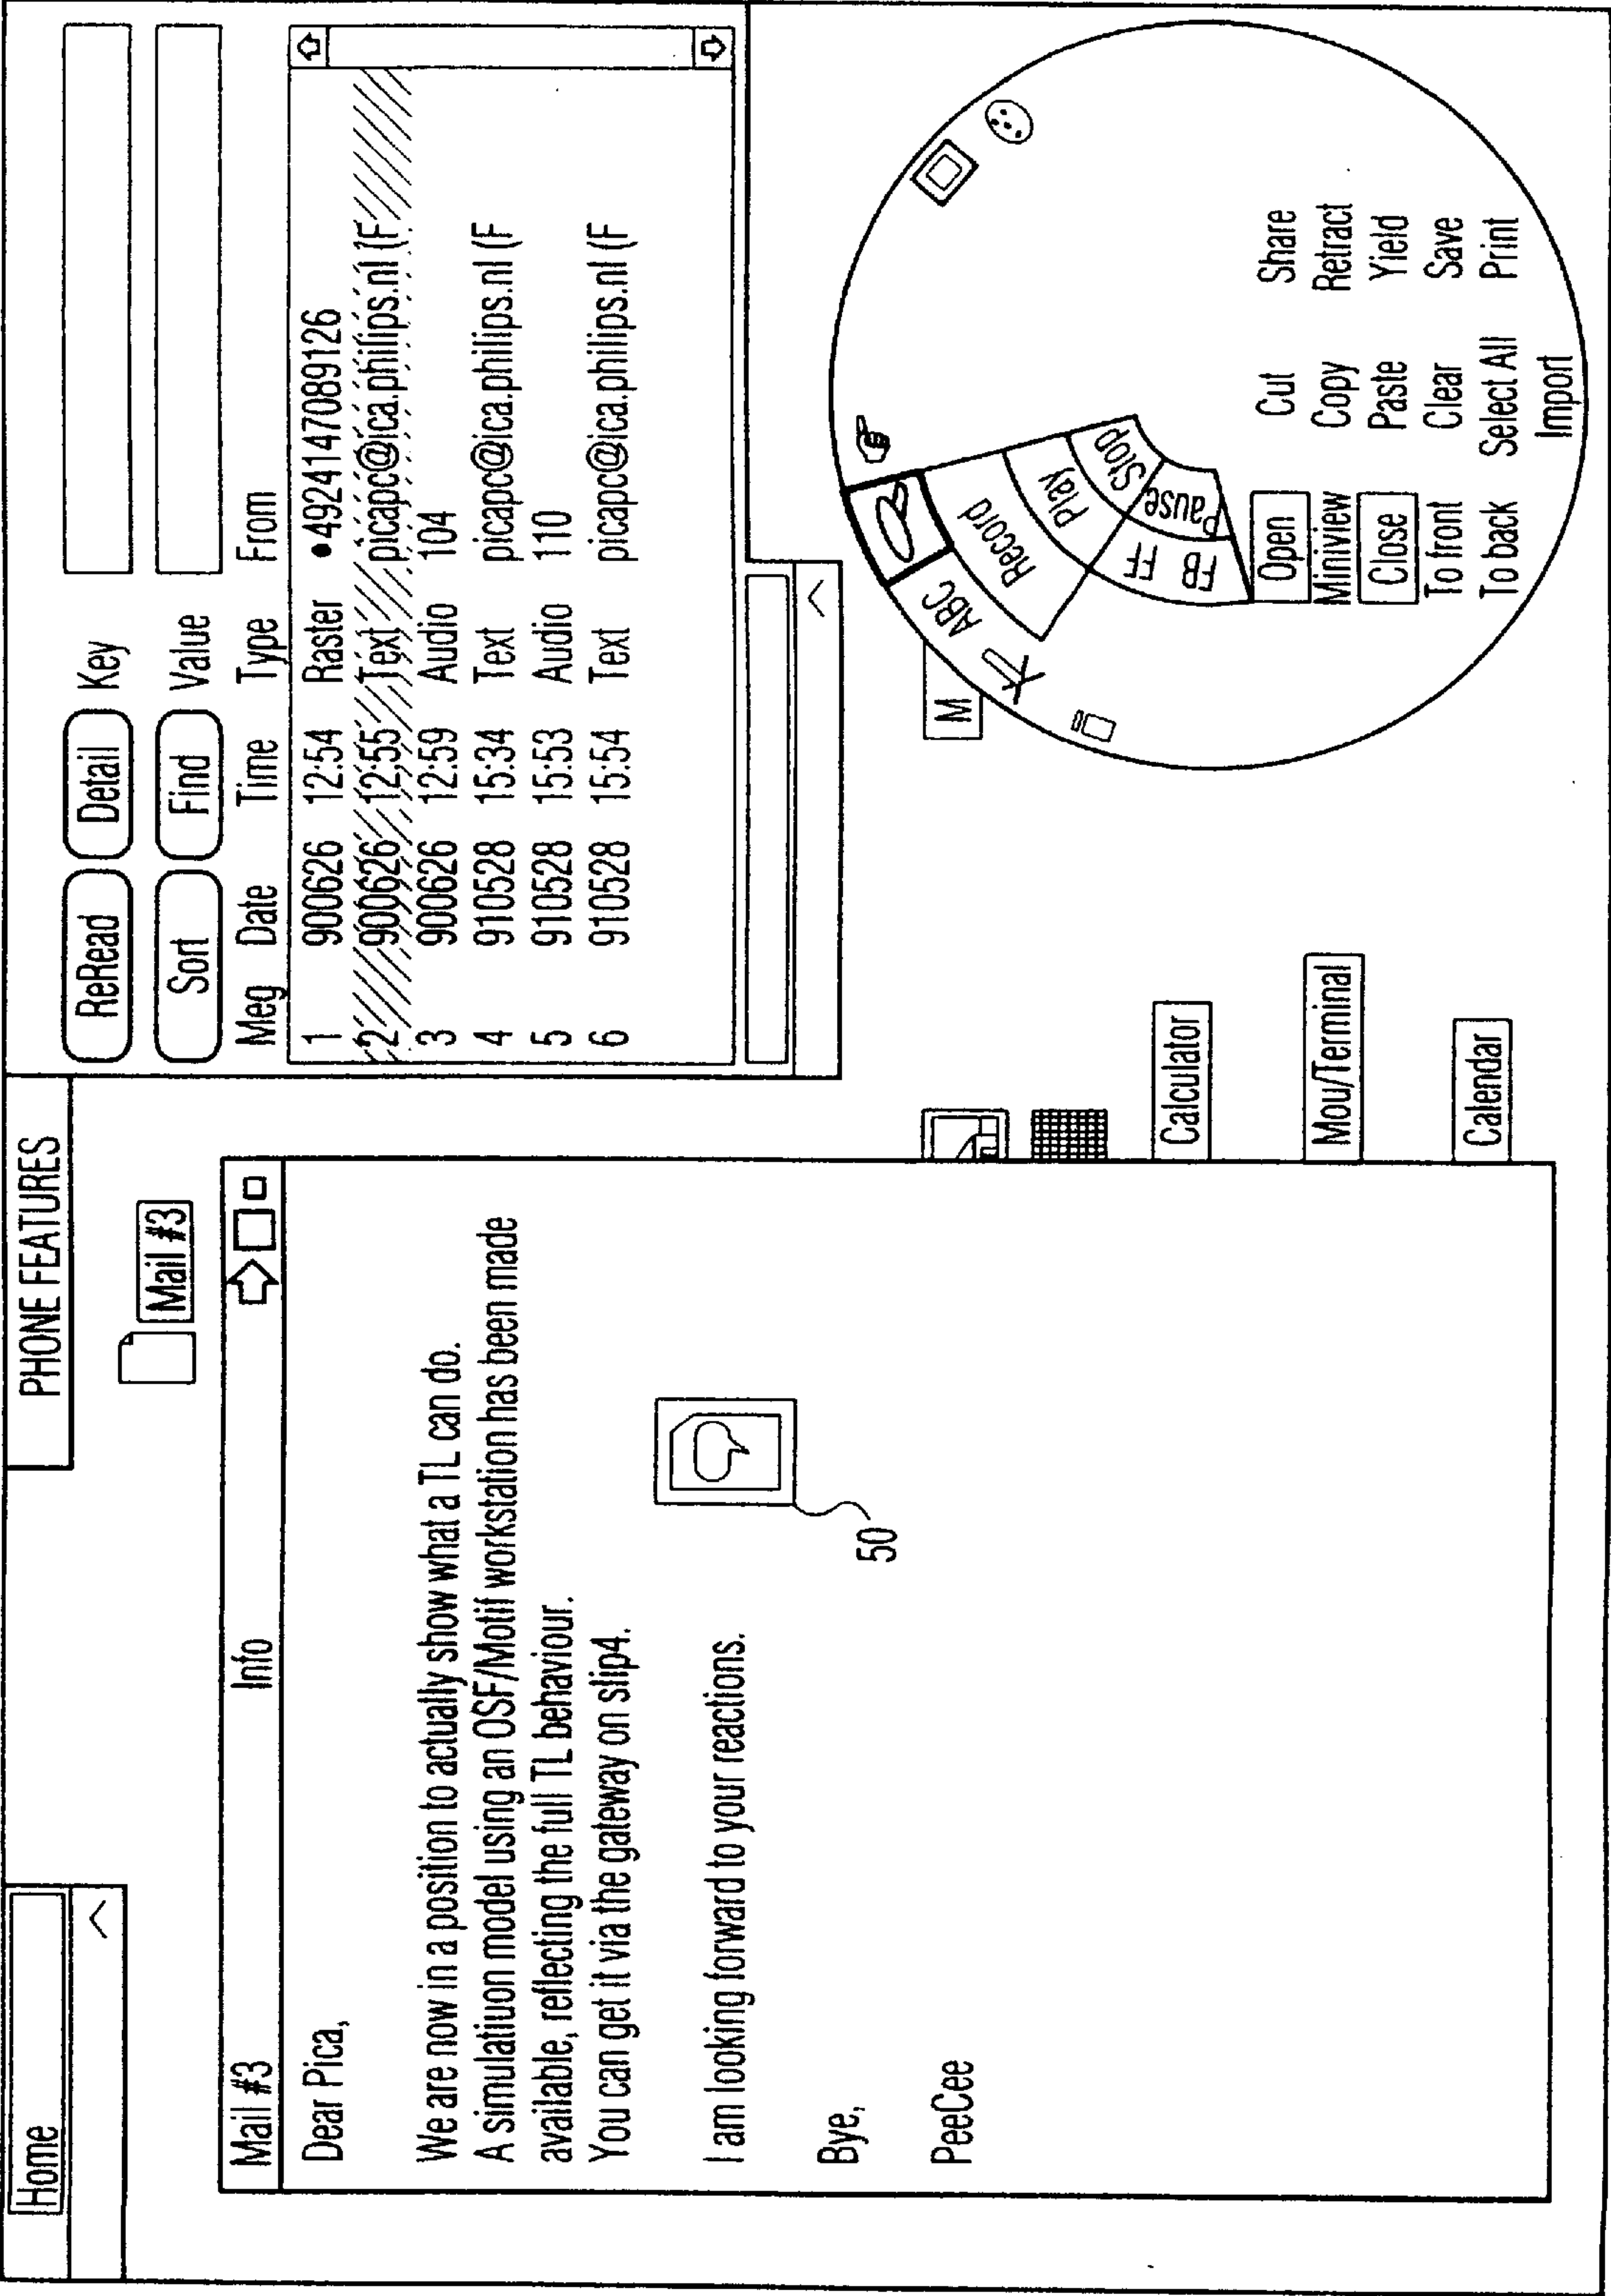 Home
PHONE FEATURES
Mail #3
Mail #3 Info
Dear Pica,
We are now in a position to actually show what a TL can do.
A simulatiuon model using an OSF/Motif workstation has been made
available, reflecting the full TL behaviour.
You can get it via the gateway on slip4.
I am looking forward to your reactions.
Bye,
PeeCee
50
ReRead Detail Key
Sort Find Value
Meg Date Time Type From
1 900626 12:54 Raster •4924147089126
2 900626 12:55 Text picapc@ica.philips.nl (F
3 900626 12:59 Audio 104
4 910528 15:34 Text picapc@ica.philips.nl (F
5 910528 15:53 Audio 110
6 910528 15:54 Text picapc@ica.philips.nl (F
M
ABC
Record
Play
Stop
FF
FB
Pause
Open Cut Share
Miniview Copy Retract
Close Paste Yield
To front Clear Save
To back Select All Print
Import
Calculator
Mou/Terminal
Calendar